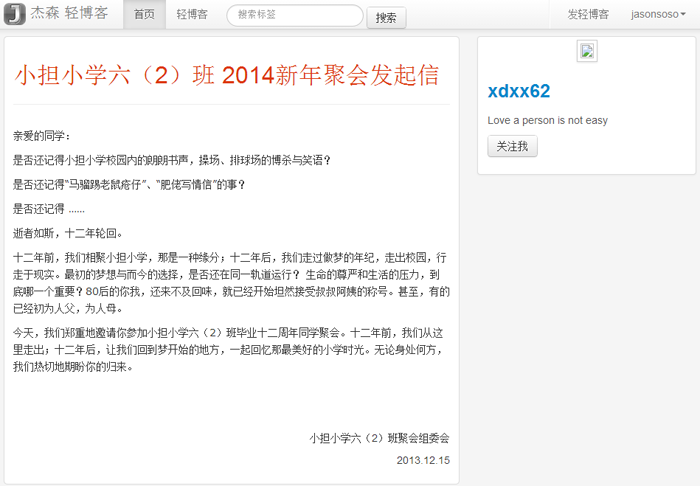 J 杰森 轻博客 首页 轻博客 搜索标签 搜索 发轻博客 jasonsoso
小担小学六（2）班 2014新年聚会发起信
亲爱的同学：
是否还记得小担小学校园内的朗朗书声，操场、排球场的博杀与笑语？
是否还记得“马骝踢老鼠疮仔”、“肥佬写情信”的事？
是否还记得 ......
逝者如斯，十二年轮回。
十二年前，我们相聚小担小学，那是一种缘分；十二年后，我们走过做梦的年纪，走出校园，行
走于现实。最初的梦想与而今的选择，是否还在同一轨道运行？ 生命的尊严和生活的压力，到
底哪一个重要？80后的你我，还来不及回味，就已经开始坦然接受叔叔阿姨的称号。甚至，有的
已经初为人父，为人母。
今天，我们郑重地邀请你参加小担小学六（2）班毕业十二周年同学聚会。十二年前，我们从这
里走出；十二年后，让我们回到梦开始的地方，一起回忆那最美好的小学时光。无论身处何方，
我们热切地期盼你的归来。
小担小学六（2）班聚会组委会
2013.12.15
xdxx62
Love a person is not easy
关注我